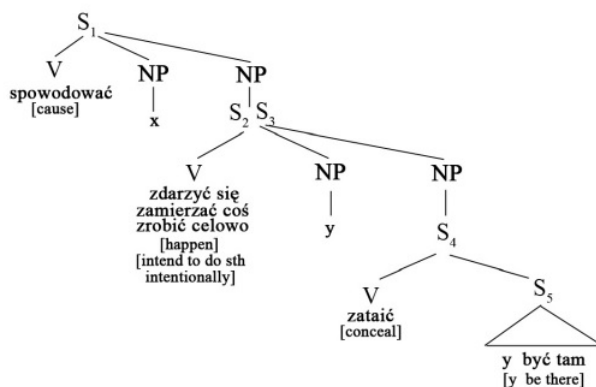 S₁
V NP NP
spowodować
[cause]
x
S₂ S₃
V NP NP
zdarzyć się
zamierzać coś
zrobić celowo
[happen]
[intend to do sth
intentionally]
y
S₄
V S₅
zataić
[conceal]
y być tam
[y be there]